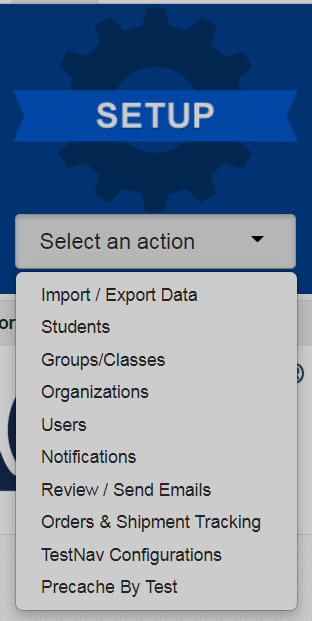 SETUP
Select an action
Import / Export Data
or
Students
Groups/Classes
®
Organizations
Users
Notifications
Review / Send Emails
Orders & Shipment Tracking
TestNav Configurations
Precache By Test